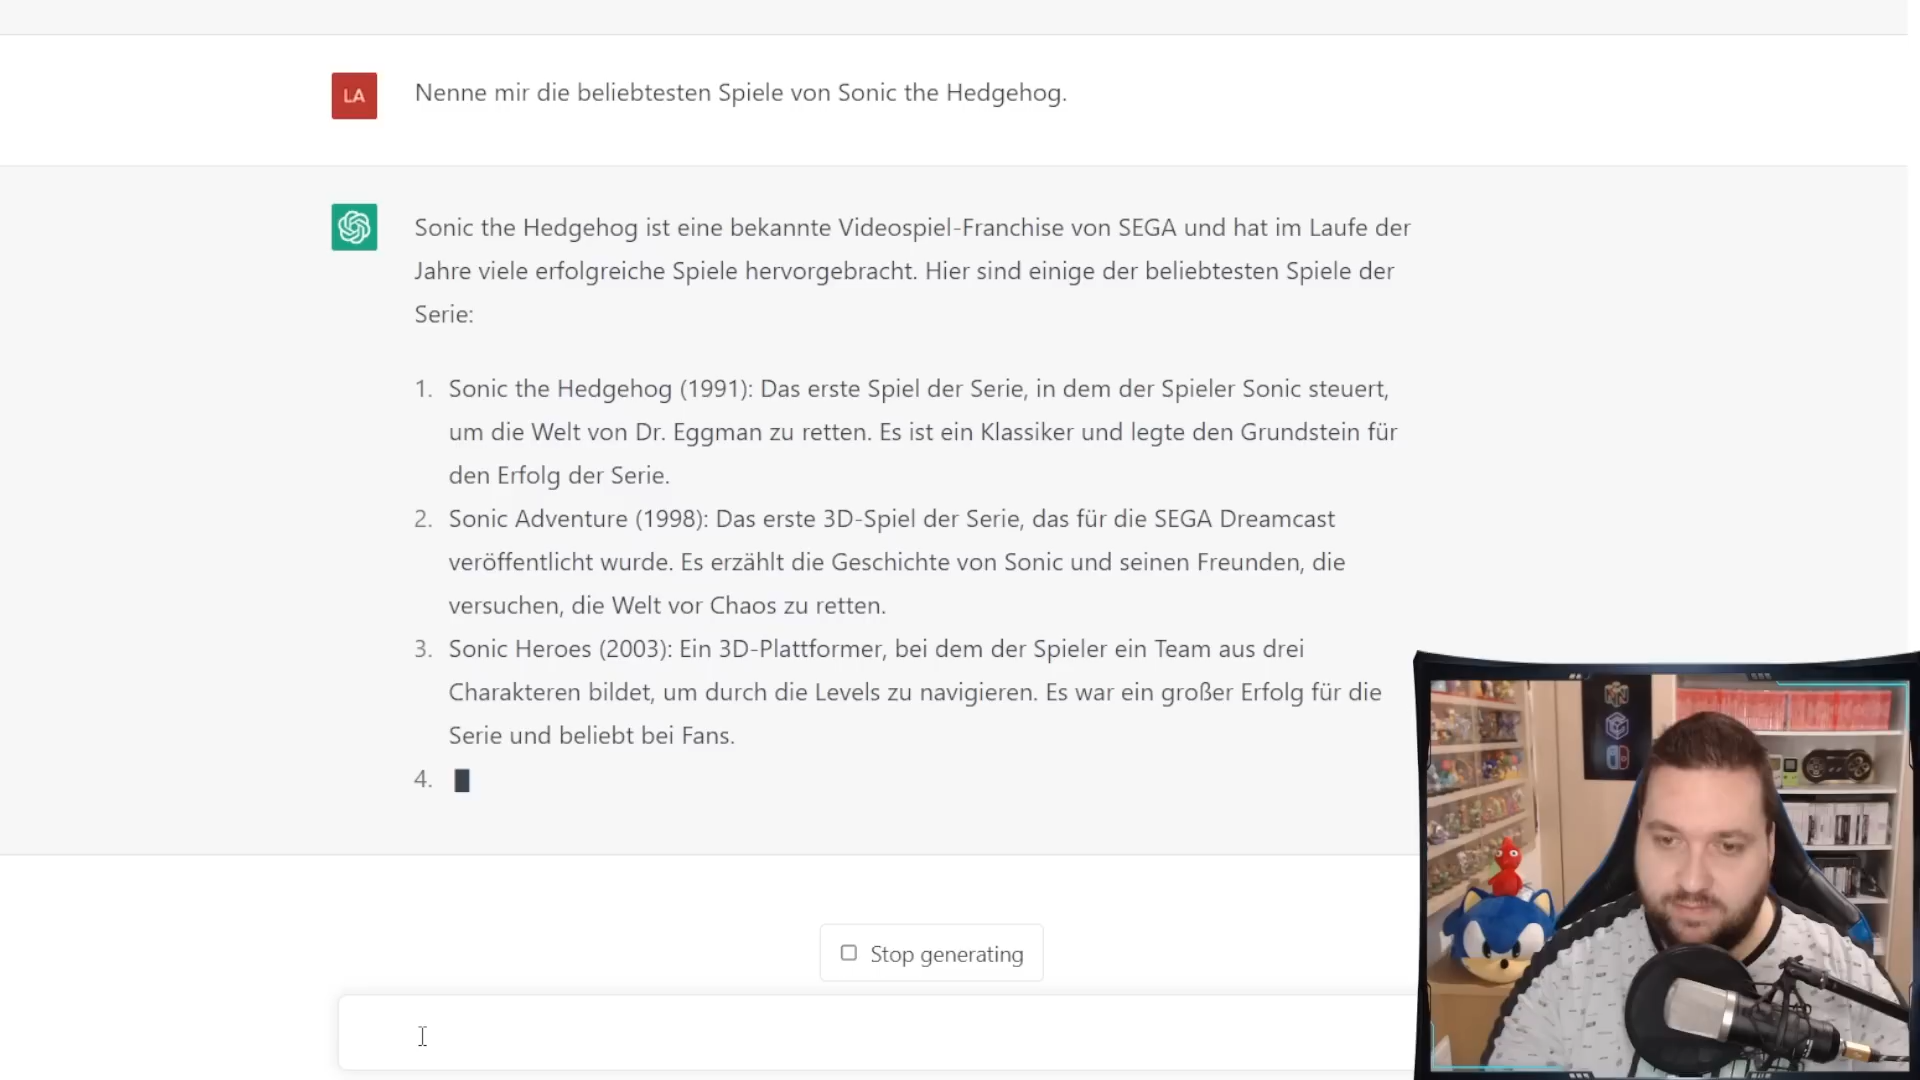 LA
Nenne mir die beliebtesten Spiele von Sonic the Hedgehog.
Sonic the Hedgehog ist eine bekannte Videospiel-Franchise von SEGA und hat im Laufe der
Jahre viele erfolgreiche Spiele hervorgebracht. Hier sind einige der beliebtesten Spiele der
Serie:
1. Sonic the Hedgehog (1991): Das erste Spiel der Serie, in dem der Spieler Sonic steuert,
um die Welt von Dr. Eggman zu retten. Es ist ein Klassiker und legte den Grundstein für
den Erfolg der Serie.
2. Sonic Adventure (1998): Das erste 3D-Spiel der Serie, das für die SEGA Dreamcast
veröffentlicht wurde. Es erzählt die Geschichte von Sonic und seinen Freunden, die
versuchen, die Welt vor Chaos zu retten.
3. Sonic Heroes (2003): Ein 3D-Plattformer, bei dem der Spieler ein Team aus drei
Charakteren bildet, um durch die Levels zu navigieren. Es war ein großer Erfolg für die
Serie und beliebt bei Fans.
4.
Stop generating